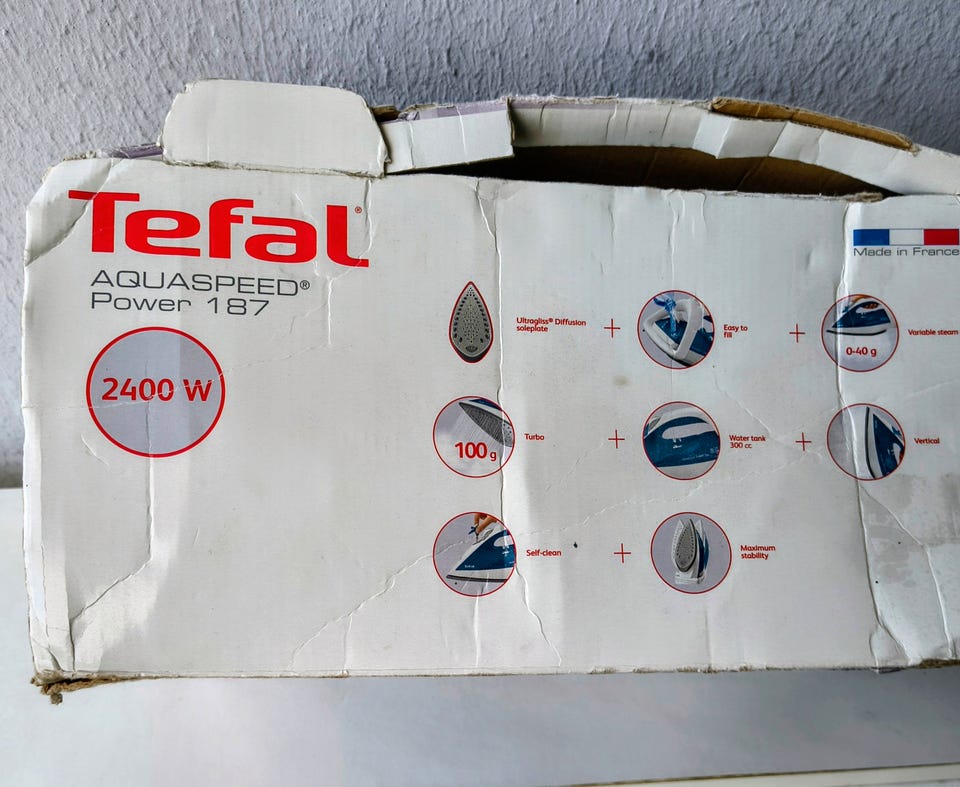 Tefal®
AQUASPEED®
Power 187
2400 W
Made in France
Ultragliss® Diffusion
soleplate
+
Easy to
fill
+
0-40 g
Variable steam
100 g
Turbo
+
Water tank
300 cc
+
Vertical
Self-clean
+
Maximum
stability